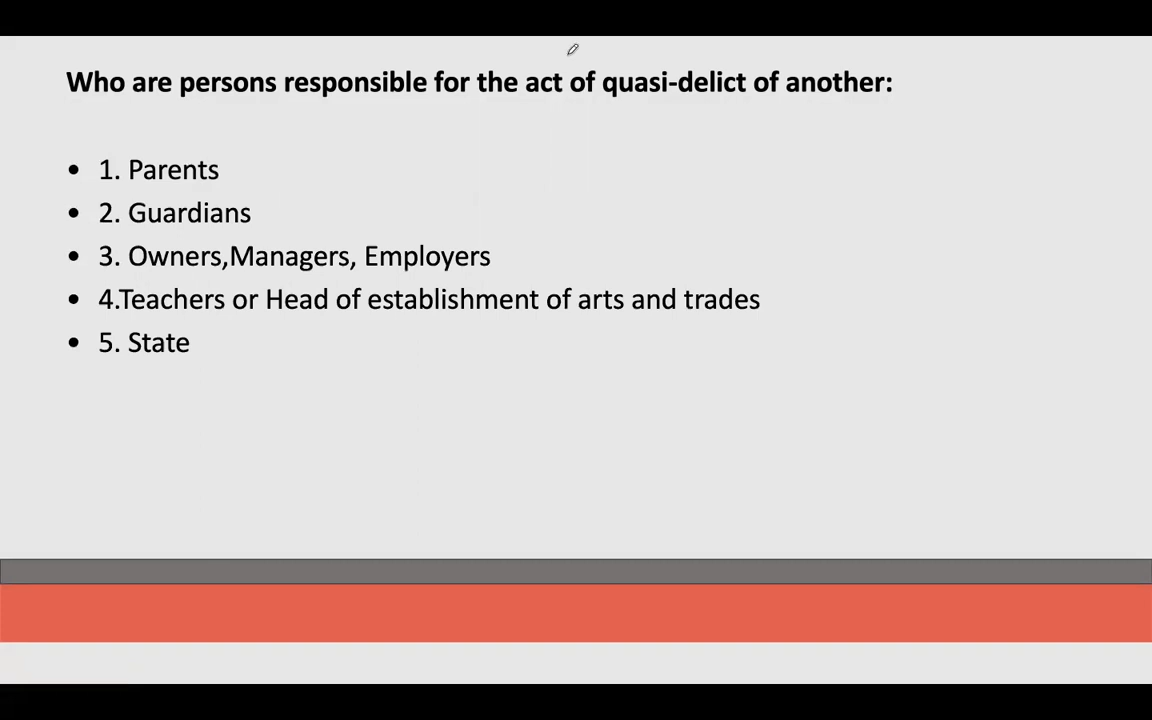 Who are persons responsible for the act of quasi-delict of another:
• 1. Parents
• 2. Guardians
• 3. Owners,Managers, Employers
• 4.Teachers or Head of establishment of arts and trades
• 5. State